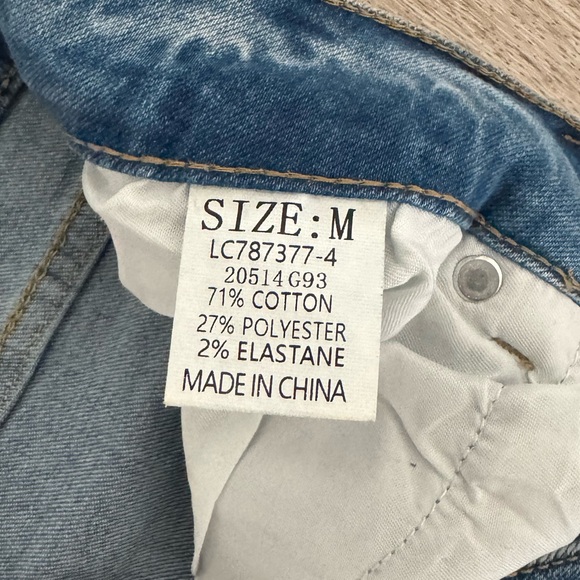 SIZE:M
LC787377-4
20514G93
71% COTTON
27% POLYESTER
2% ELASTANE
MADE IN CHINA